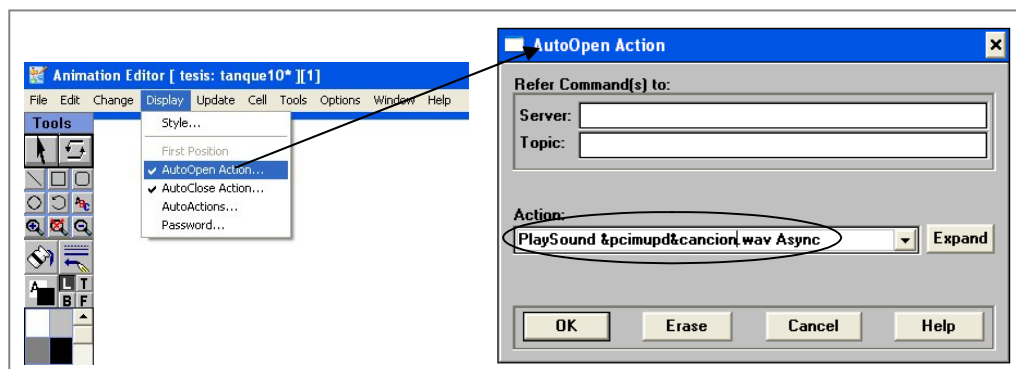 Animation Editor [ tesis: tanque10* ][1]
File Edit Change Display Update Cell Tools Options Window Help
Tools
Style...
First Position
AutoOpen Action...
AutoClose Action...
AutoActions...
Password...
A
L T
B F
AutoOpen Action
Refer Command(s) to:
Server:
Topic:
Action:
PlaySound &pcimupd&cancion.wav Async
Expand
OK Erase Cancel Help